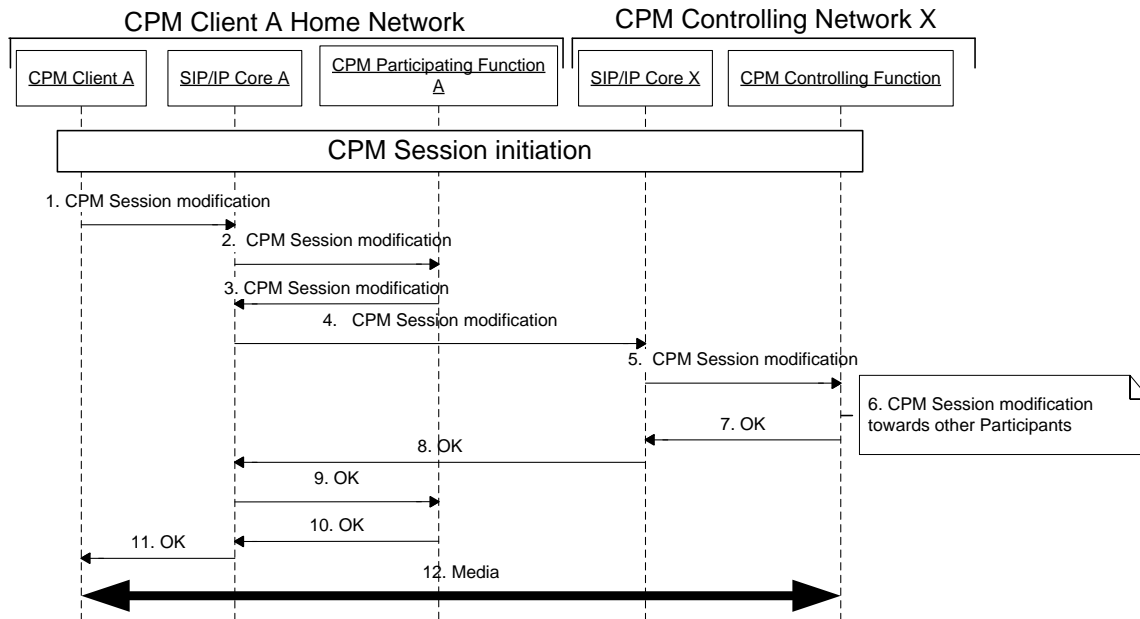 CPM Client A Home Network
CPM Controlling Network X
CPM Client A
SIP/IP Core A
CPM Participating Function
A
SIP/IP Core X
CPM Controlling Function
CPM Session initiation
1. CPM Session modification
2. CPM Session modification
3. CPM Session modification
4. CPM Session modification
5. CPM Session modification
6. CPM Session modification
towards other Participants
7. OK
8. OK
9. OK
10. OK
11. OK
12. Media